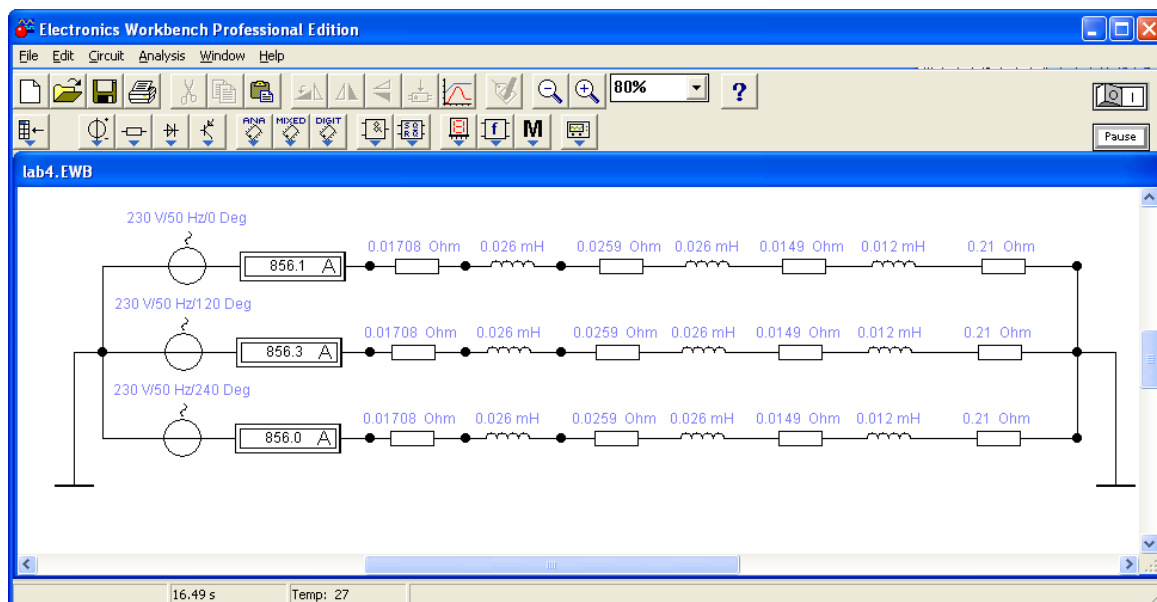 Electronics Workbench Professional Edition
File Edit Circuit Analysis Window Help
80% ?
ANA MIXED DIGIT & f M
Pause
lab4.EWB
230 V/50 Hz/0 Deg
0.01708 Ohm 0.026 mH 0.0259 Ohm 0.026 mH 0.0149 Ohm 0.012 mH 0.21 Ohm
856.1 A
230 V/50 Hz/120 Deg
0.01708 Ohm 0.026 mH 0.0259 Ohm 0.026 mH 0.0149 Ohm 0.012 mH 0.21 Ohm
856.3 A
230 V/50 Hz/240 Deg
0.01708 Ohm 0.026 mH 0.0259 Ohm 0.026 mH 0.0149 Ohm 0.012 mH 0.21 Ohm
856.0 A
16.49 s Temp: 27